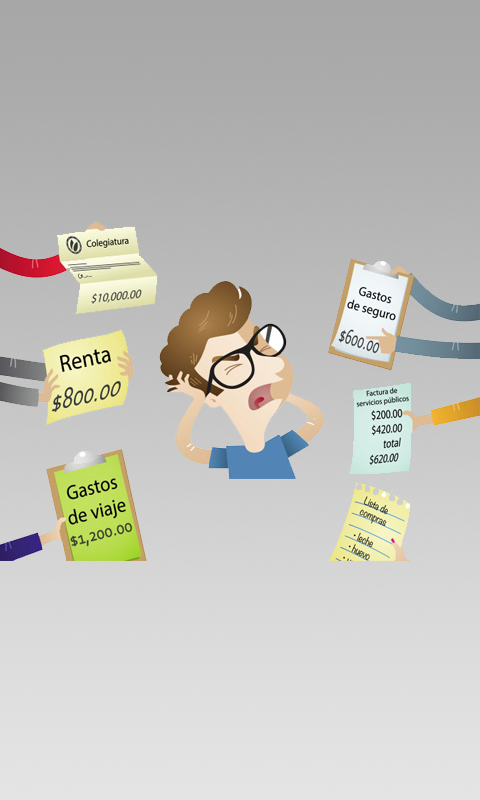 Colegiatura
$10,000.00
Renta
$800.00
Gastos
de viaje
$1,200.00
Gastos
de seguro
$600.00
Factura de
servicios públicos
$200.00
$420.00
total
$620.00
Lista de
compras
• leche
• huevo